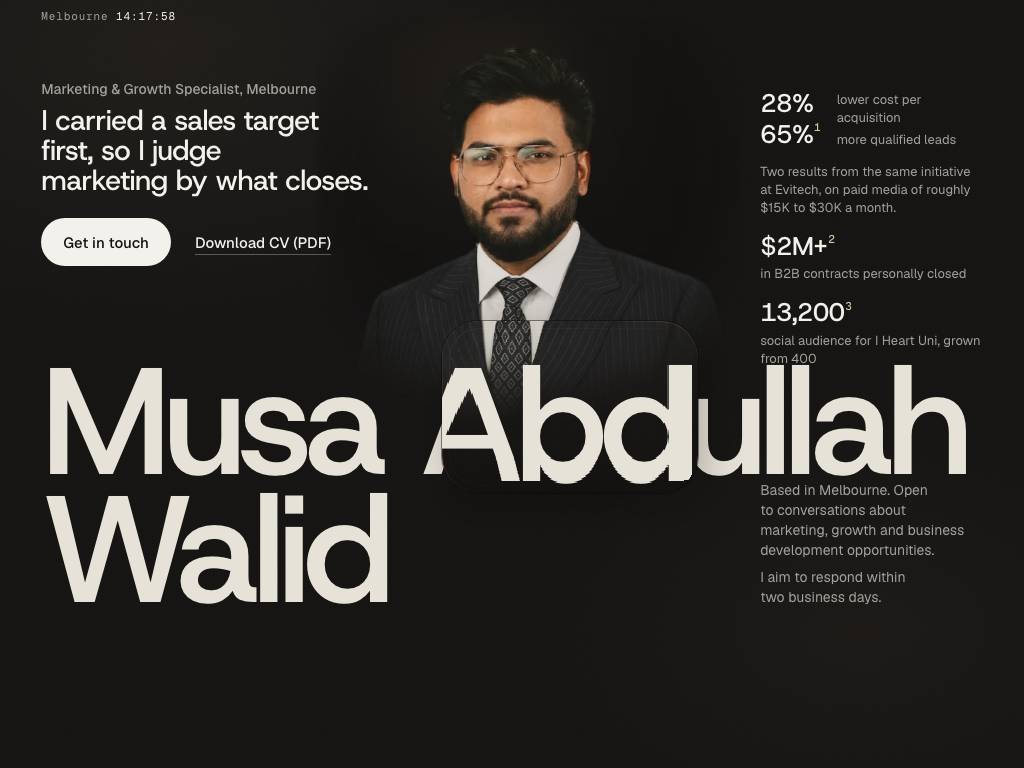 Melbourne 14:17:58
Marketing & Growth Specialist, Melbourne
I carried a sales target
first, so I judge
marketing by what closes.
Get in touch
Download CV (PDF)
28%
lower cost per
acquisition
65%1
more qualified leads
Two results from the same initiative
at Evitech, on paid media of roughly
$15K to $30K a month.
$2M+2
in B2B contracts personally closed
13,2003
social audience for I Heart Uni, grown
from 400
Musa Abdullah
Walid
Based in Melbourne. Open
to conversations about
marketing, growth and business
development opportunities.
I aim to respond within
two business days.